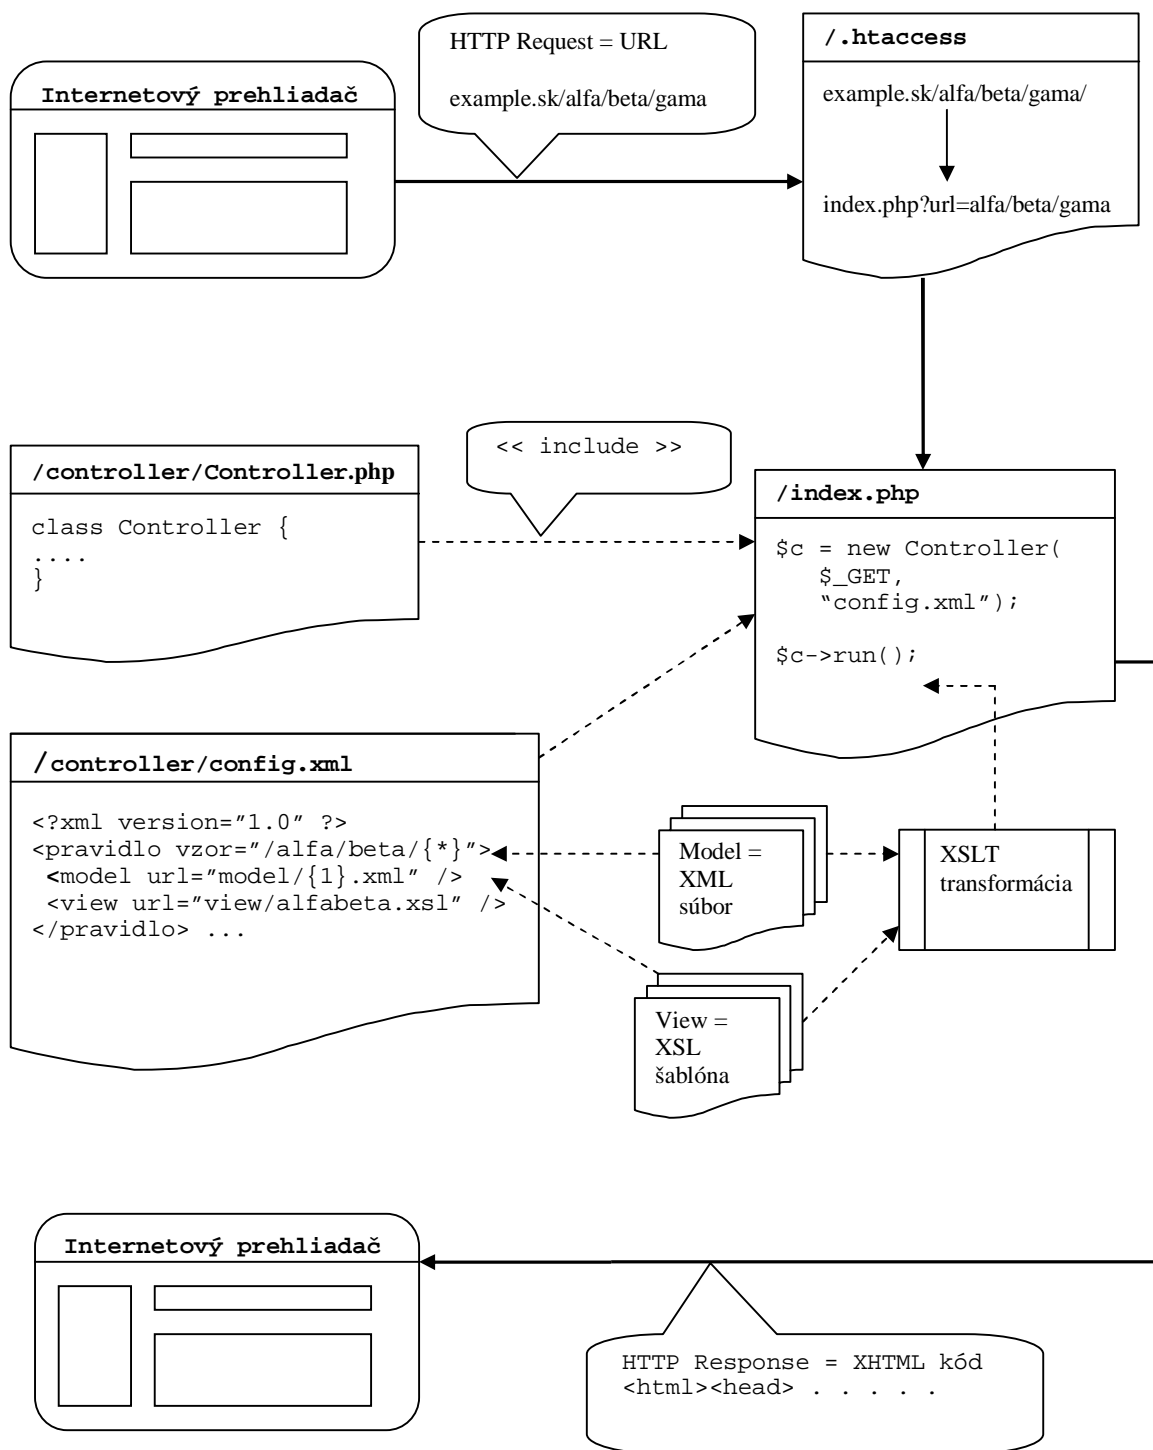 HTTP Request = URL
example.sk/alfa/beta/gama
/.htaccess
example.sk/alfa/beta/gama/
index.php?url=alfa/beta/gama
Internetový prehliadač
<< include >>
/controller/Controller.php
class Controller {
....
}
/index.php
$c = new Controller(
$_GET,
“config.xml”);
$c->run();
/controller/config.xml
<?xml version=”1.0” ?>
<pravidlo vzor=”/alfa/beta/{*}”>
<model url=”model/{1}.xml” />
<view url=”view/alfabeta.xsl” />
</pravidlo> ...
Model =
XML
súbor
XSLT
transformácia
View =
XSL
šablóna
Internetový prehliadač
HTTP Response = XHTML kód
<html><head> . . . . .